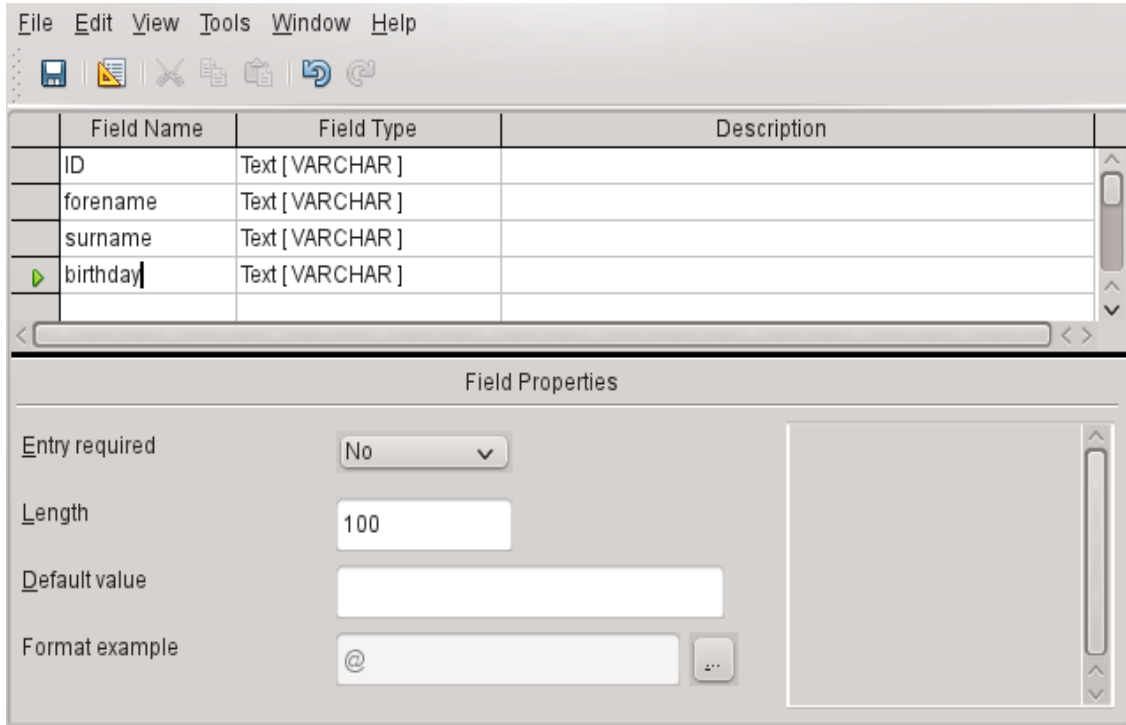 File Edit View Tools Window Help
Field Name Field Type Description
ID Text [ VARCHAR ]
forename Text [ VARCHAR ]
surname Text [ VARCHAR ]
birthday Text [ VARCHAR ]
Field Properties
Entry required No
Length 100
Default value
Format example @ ...